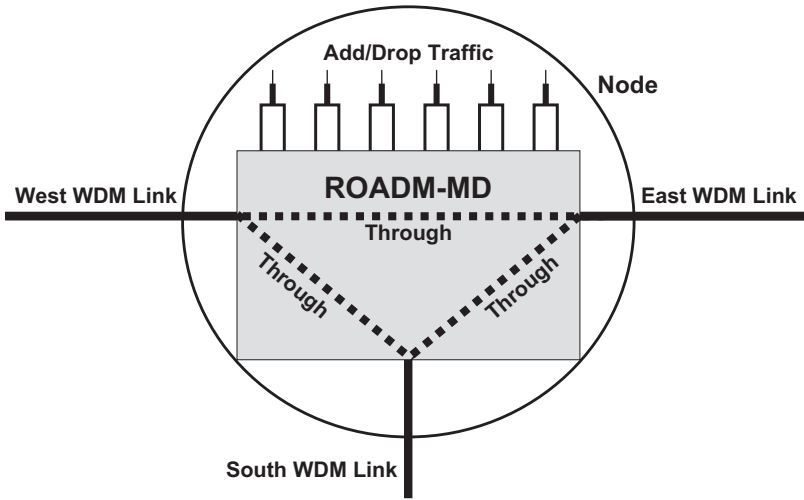 Add/Drop Traffic
Node
ROADM-MD
West WDM Link
East WDM Link
Through
Through
Through
South WDM Link